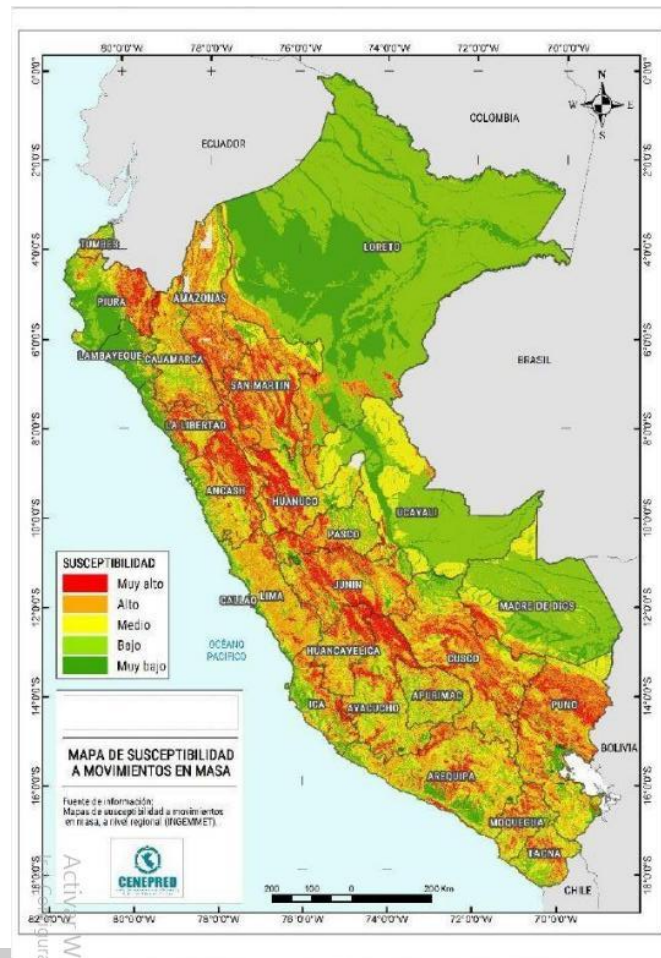 80°0'0"W 78°0'0"W 76°0'0"W 74°0'0"W 72°0'0"W 70°0'0"W
0°0'0"
2°0'0"S
4°0'0"S
6°0'0"S
8°0'0"S
10°0'0"S
12°0'0"S
14°0'0"S
16°0'0"S
18°0'0"S
N
W E
S
COLOMBIA
ECUADOR
TUMBES
LORETO
PIURA
AMAZONAS
LAMBAYEQUE
CAJAMARCA
BRASIL
SAN MARTIN
LA LIBERTAD
ANCASH
HUANUCO
UCAYALI
PASCO
JUNIN
CALLAO
LIMA
MADRE DE DIOS
HUANCAVELICA
CUSCO
OCÉANO
PACIFICO
ICA
AYACUCHO
APURIMAC
PUNO
BOLIVIA
AREQUIPA
MOQUEGUA
TACNA
CHILE
SUSCEPTIBILIDAD
Muy alto
Alto
Medio
Bajo
Muy bajo
MAPA DE SUSCEPTIBILIDAD
A MOVIMIENTOS EN MASA
Fuente de información:
Mapas de susceptibilidad a movimientos
en masa, a nivel regional (INGEMMET).
CENEPRED
200 100 0 200 Km
82°0'0"W 80°0'0"W 78°0'0"W 76°0'0"W 74°0'0"W 72°0'0"W 70°0'0"W
Activar W